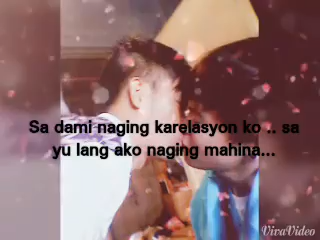 Sa dami naging karelasyon ko .. sa
yu lang ako naging mahina...
VivaVideo